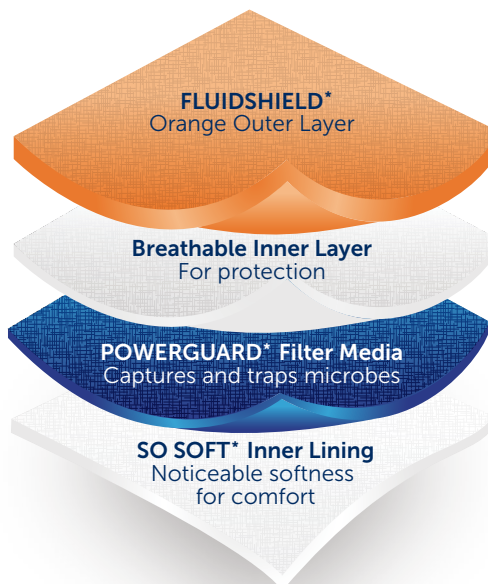 FLUIDSHIELD*
Orange Outer Layer
Breathable Inner Layer
For protection
POWERGUARD* Filter Media
Captures and traps microbes
SO SOFT* Inner Lining
Noticeable softness
for comfort